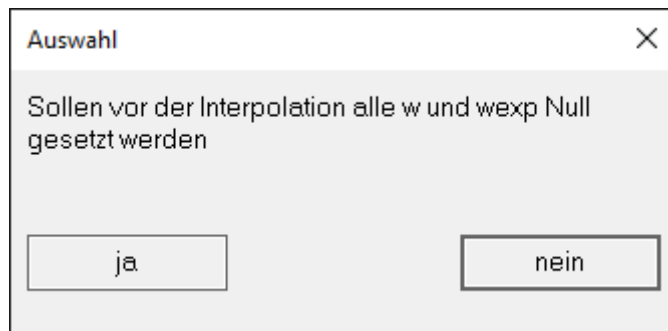 Auswahl
Sollen vor der Interpolation alle w und wexp Null
gesetzt werden
ja
nein